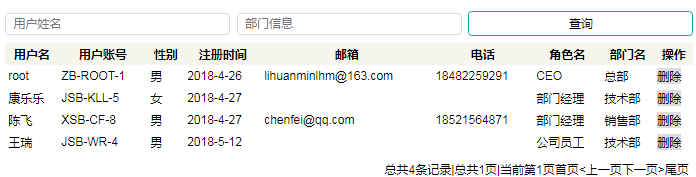 用户姓名 部门信息 查询
用户名 用户账号 性别 注册时间 邮箱 电话 角色名 部门名 操作
root ZB-ROOT-1 男 2018-4-26 lihuanminlhm@163.com 18482259291 CEO 总部 删除
康乐乐 JSB-KLL-5 女 2018-4-27 部门经理 技术部 删除
陈飞 XSB-CF-8 男 2018-4-27 chenfei@qq.com 18521564871 部门经理 销售部 删除
王瑞 JSB-WR-4 男 2018-5-12 公司员工 技术部 删除
总共4条记录|总共1页|当前第1页首页<上一页下一页>尾页